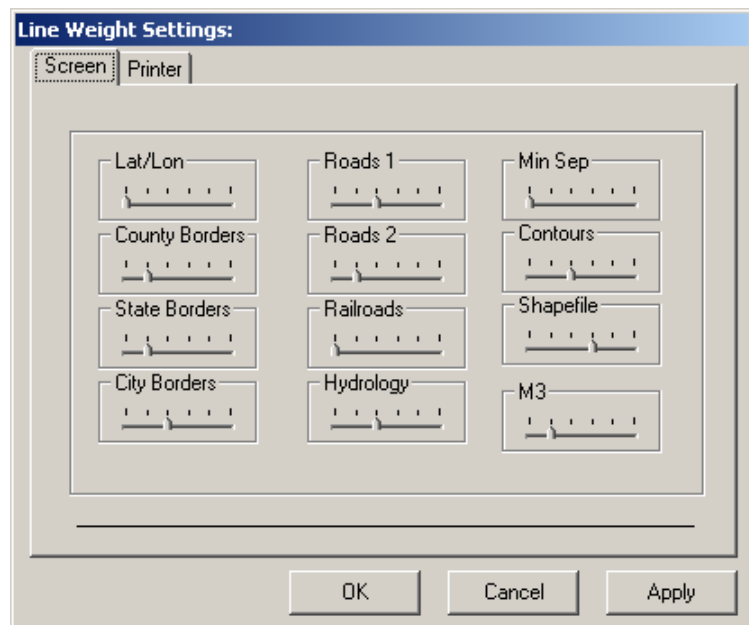 Line Weight Settings:
Screen Printer
Lat/Lon Roads 1 Min Sep
County Borders Roads 2 Contours
State Borders Railroads Shapefile
City Borders Hydrology M3
OK Cancel Apply